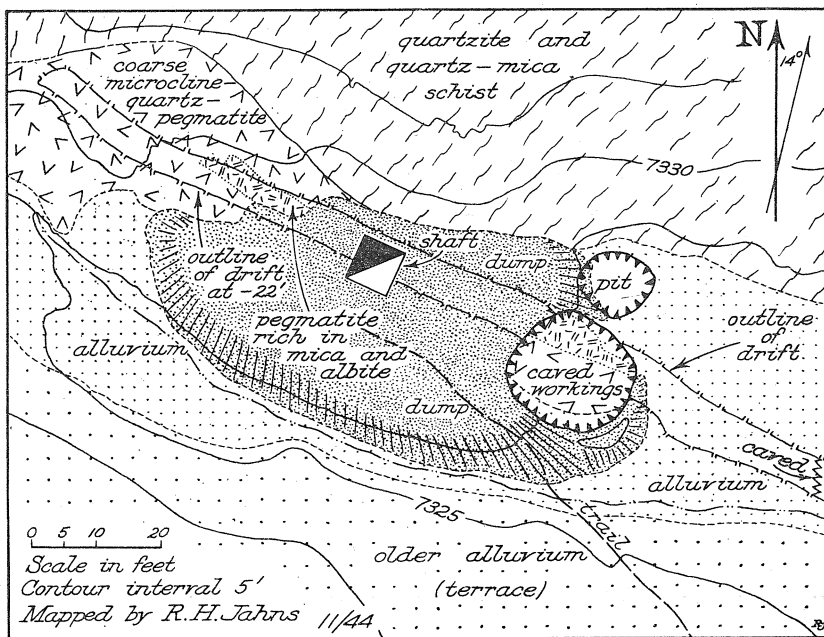 coarse
microcline-
quartz-
pegmatite
quartzite and
quartz-mica
schist
N
14°
7330
outline
of drift
at -22'
shaft
dump
pit
pegmatite
rich in
mica and
albite
outline
of
drift
alluvium
caved
workings
dump
caved
alluvium
7325
trail
0 5 10 20
Scale in feet
Contour interval 5'
Mapped by R.H. Jahns 11/44
older alluvium
(terrace)